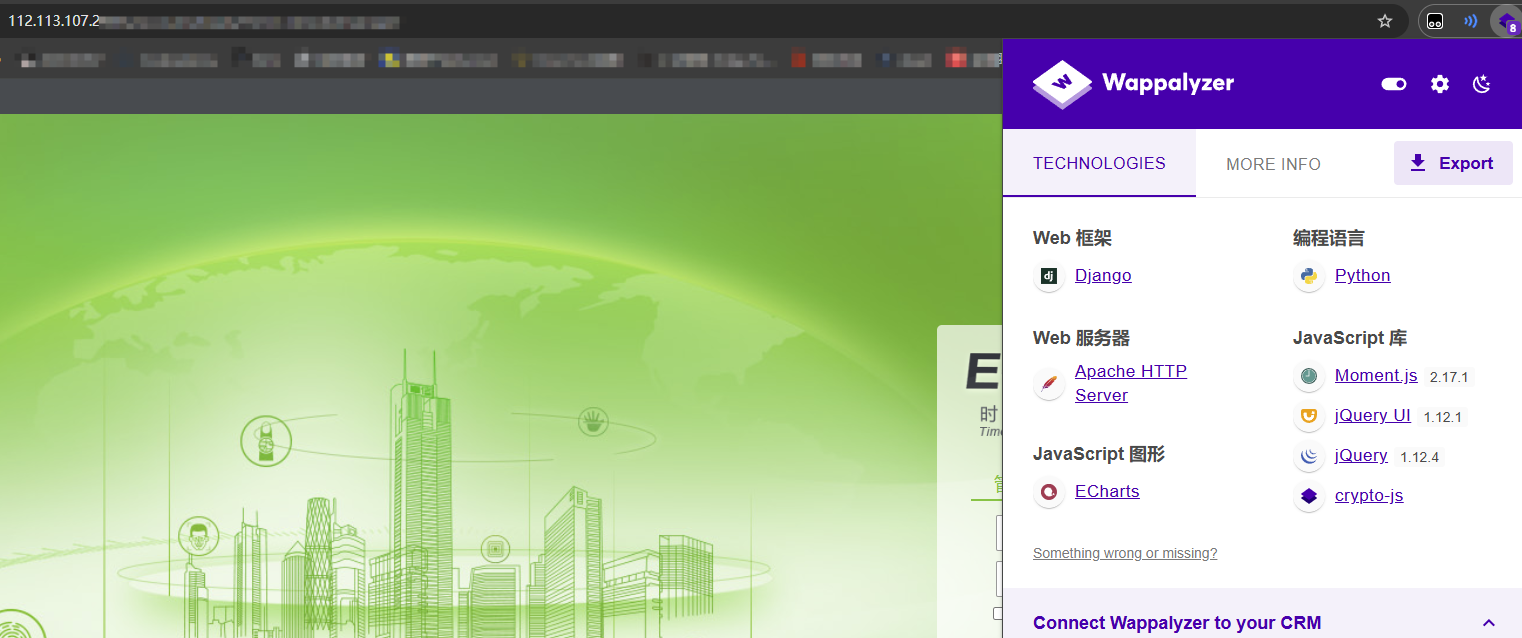 112.113.107.2
8
Wappalyzer
TECHNOLOGIES
MORE INFO
Export
Web 框架
Django
编程语言
Python
Web 服务器
Apache HTTP
Server
JavaScript 库
Moment.js 2.17.1
jQuery UI 1.12.1
jQuery 1.12.4
crypto-js
JavaScript 图形
ECharts
Something wrong or missing?
Connect Wappalyzer to your CRM
E
时
Time
管